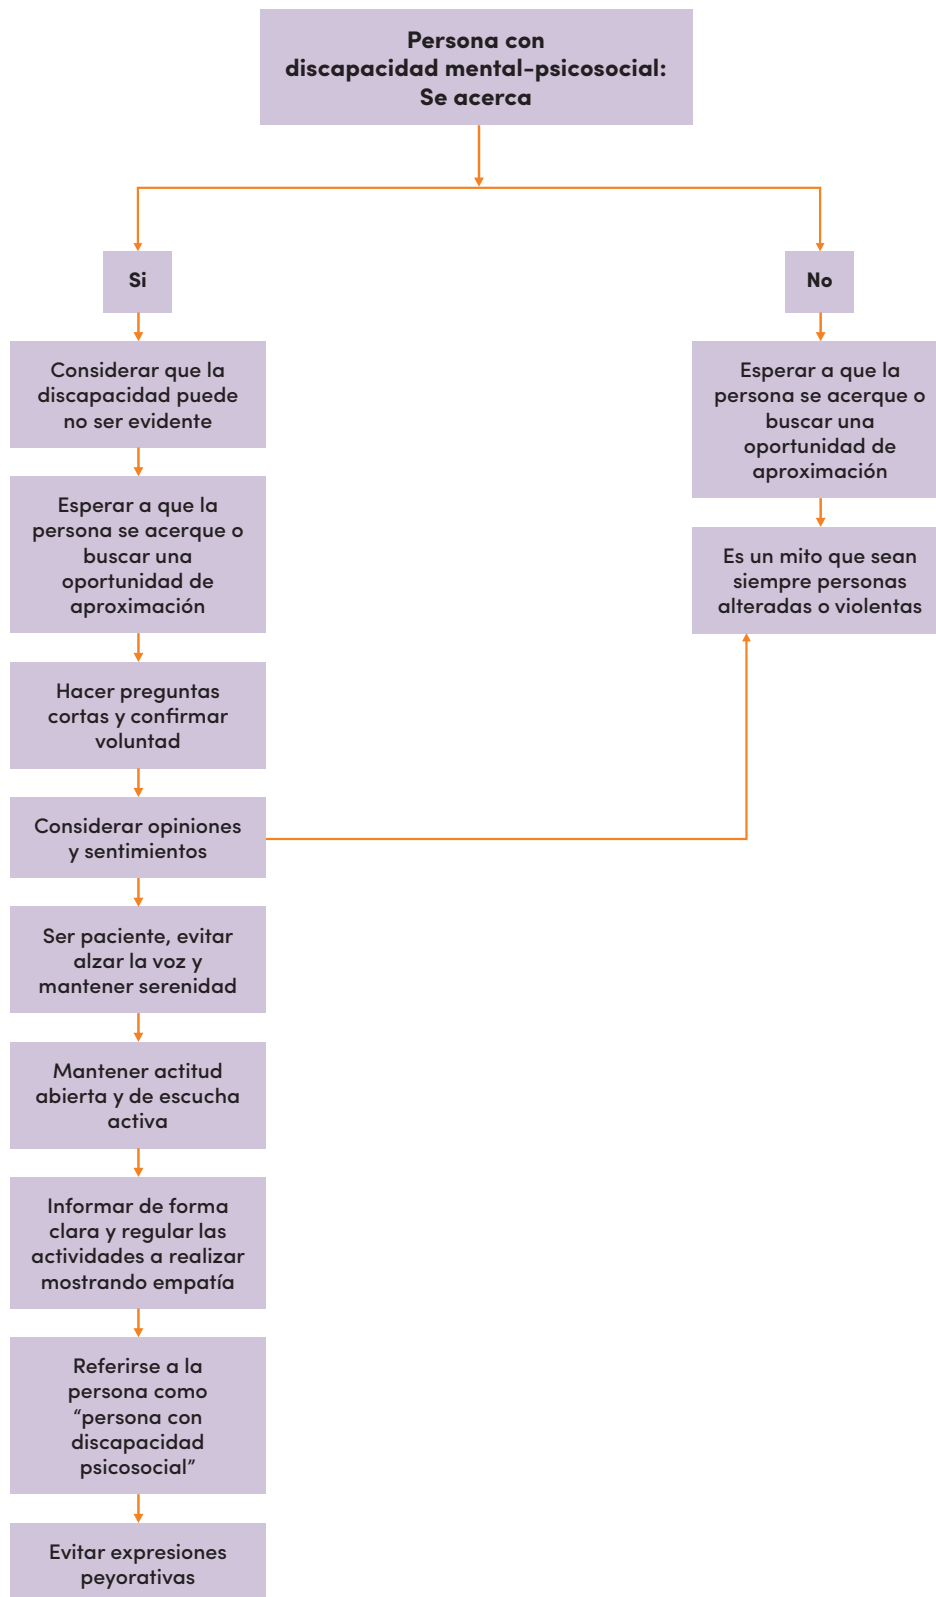 Persona con
discapacidad mental-psicosocial:
Se acerca
Si
No
Considerar que la
discapacidad puede
no ser evidente
Esperar a que la
persona se acerque o
buscar una
oportunidad de
aproximación
Hacer preguntas
cortas y confirmar
voluntad
Considerar opiniones
y sentimientos
Ser paciente, evitar
alzar la voz y
mantener serenidad
Mantener actitud
abierta y de escucha
activa
Informar de forma
clara y regular las
actividades a realizar
mostrando empatía
Referirse a la
persona como
“persona con
discapacidad
psicosocial”
Evitar expresiones
peyorativas
Esperar a que la
persona se acerque o
buscar una
oportunidad de
aproximación
Es un mito que sean
siempre personas
alteradas o violentas